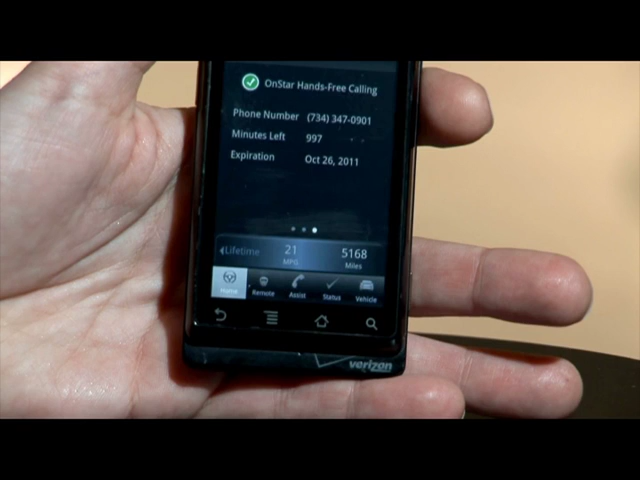 OnStar Hands-Free Calling
Phone Number (734) 347-0901
Minutes Left 997
Expiration Oct 26, 2011
Lifetime 21 5168
MPG Miles
Home Remote Assist Status Vehicle
verizon